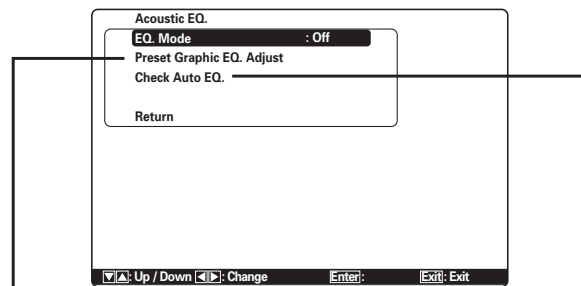 Acoustic EQ.
EQ. Mode : Off
Preset Graphic EQ. Adjust
Check Auto EQ.
Return
▼▲: Up / Down ◀▶: Change Enter: Exit: Exit